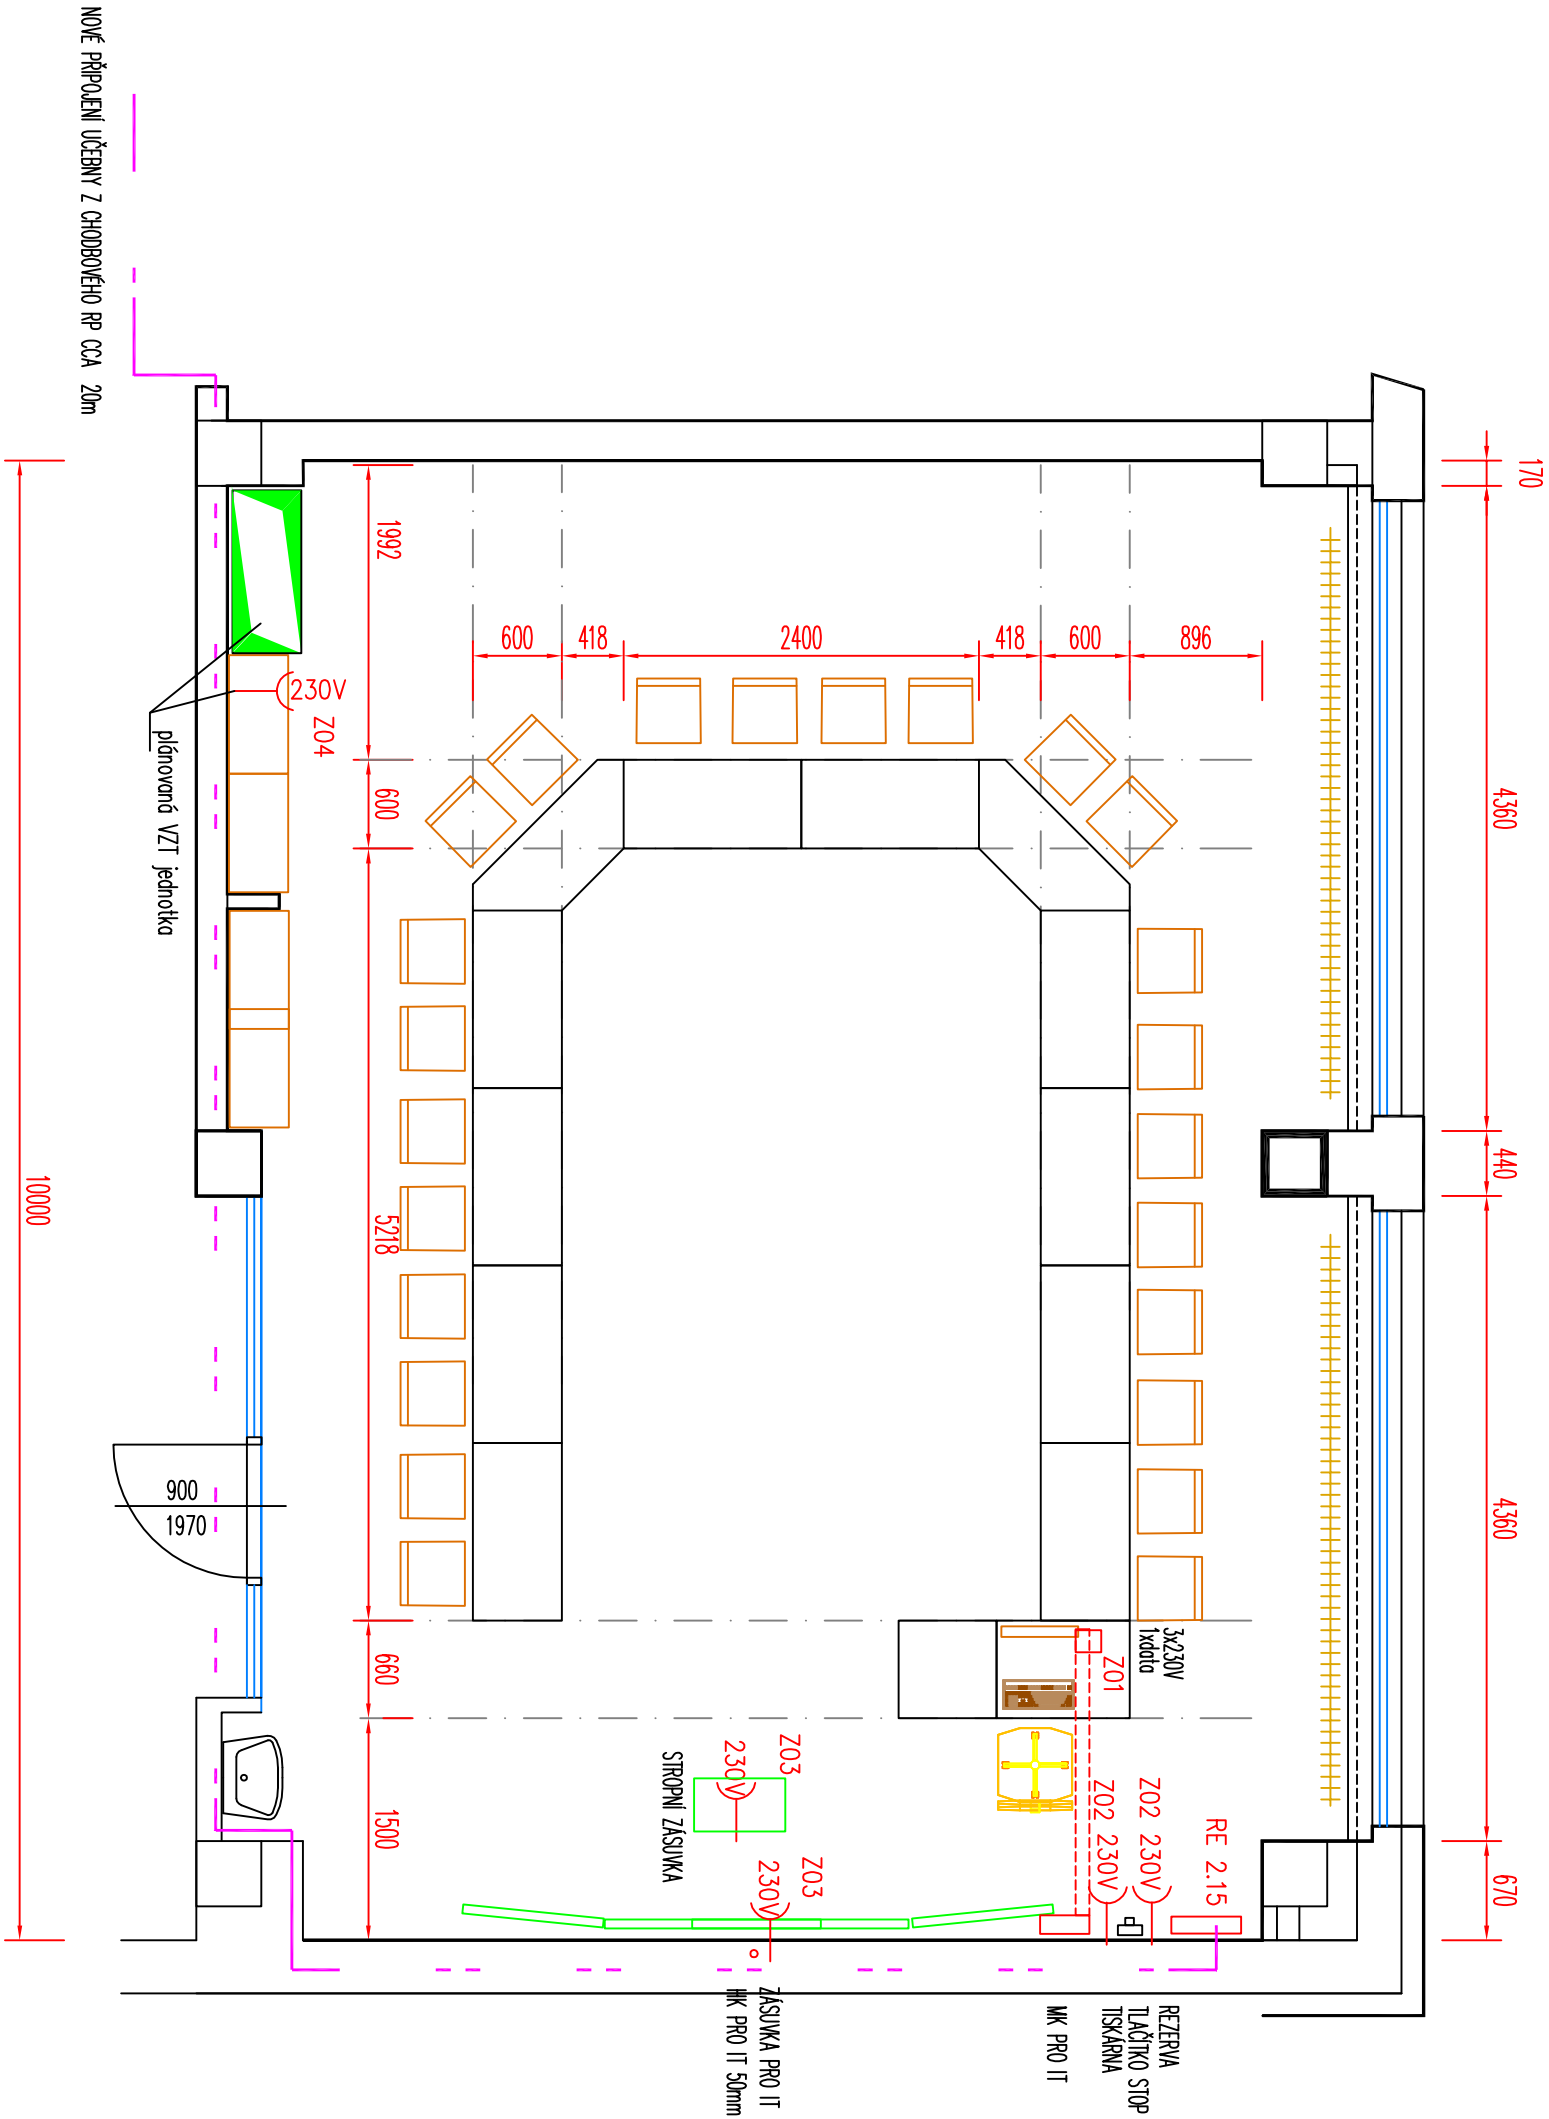 NOVÉ PŘIPOJENÍ UČEBNY Z CHODBOVÉHO RP CCA 20m
170
4360
440
4360
670
10000
1992
600
5218
660
1500
600
418
2400
418
600
896
230V
Z04
plánovaná VZT jednotka
900
1970
3x230V
1xdata
Z01
Z03
230V
STROPNÍ ZÁSUVKA
Z03
230V
Z02 230V
Z02 230V
RE 2.15
REZERVA
TLAČÍTKO STOP
TISKÁRNA
MK PRO IT
ZÁSUVKA PRO IT
HK PRO IT 50mm